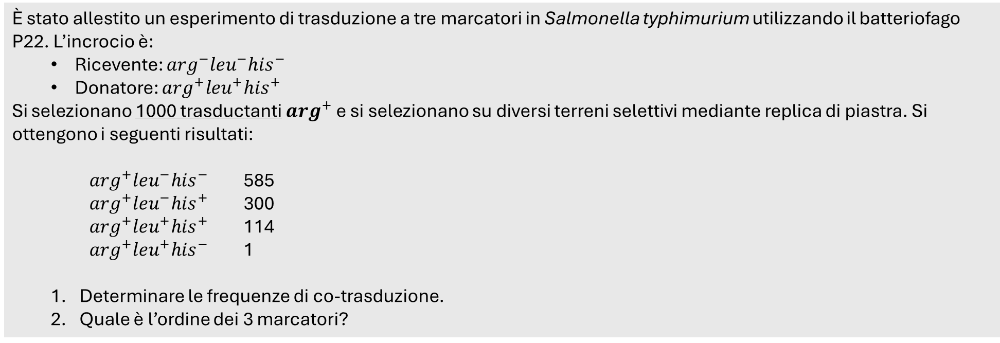 È stato allestito un esperimento di trasduzione a tre marcatori in Salmonella typhimurium utilizzando il batteriofago
P22. L’incrocio è:
• Ricevente: arg⁻leu⁻his⁻
• Donatore: arg⁺leu⁺his⁺
Si selezionano 1000 trasductanti arg⁺ e si selezionano su diversi terreni selettivi mediante replica di piastra. Si
ottengono i seguenti risultati:
arg⁺leu⁻his⁻ 585
arg⁺leu⁻his⁺ 300
arg⁺leu⁺his⁺ 114
arg⁺leu⁺his⁻ 1
1. Determinare le frequenze di co-trasduzione.
2. Quale è l’ordine dei 3 marcatori?